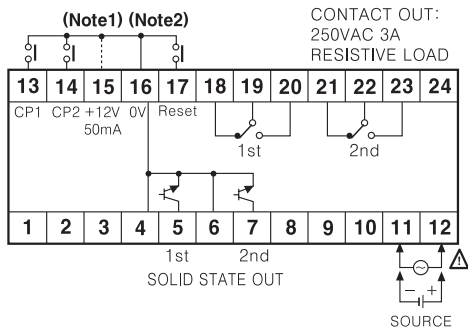 (Note1) (Note2)
CONTACT OUT:
250VAC 3A
RESISTIVE LOAD
13 14 15 16 17 18 19 20 21 22 23 24
CP1 CP2 +12V 0V Reset
50mA
1st 2nd
1 2 3 4 5 6 7 8 9 10 11 12
1st 2nd
SOLID STATE OUT
− +
SOURCE